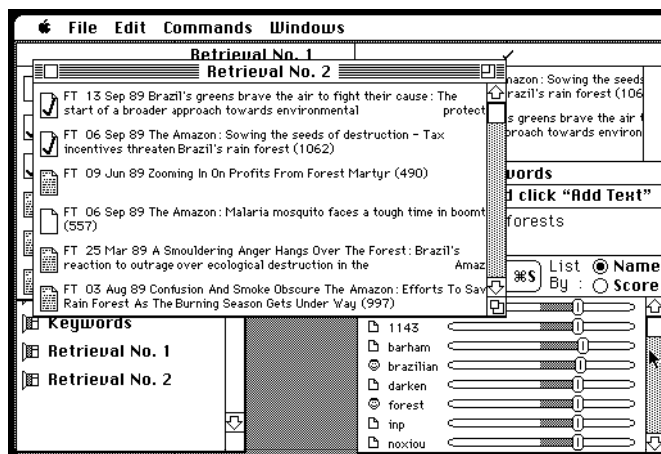 File Edit Commands Windows
Retrieval No. 1
Retrieval No. 2
FT 13 Sep 89 Brazil's greens brave the air to fight their cause : The
start of a broader approach towards environmental protect
FT 06 Sep 89 The Amazon : Sowing the seeds of destruction - Tax
incentives threaten Brazil's rain forest (1062)
FT 09 Jun 89 Zooming In On Profits From Forest Martyr (490)
FT 06 Sep 89 The Amazon : Malaria mosquito faces a tough time in boomt
(557)
FT 25 Mar 89 A Smouldering Anger Hangs Over The Forest : Brazil's
reaction to outrage over ecological destruction in the Amaz
FT 03 Aug 89 Confusion And Smoke Obscure The Amazon : Efforts To Sav
Rain Forest As The Burning Season Gets Under Way (997)
azon : Sowing the seeds
razil's rain forest (106
s greens brave the air t
proach towards environ
words
d click “Add Text”
forests
⌘S
List By :
Name
Score
Keywords
Retrieval No. 1
Retrieval No. 2
1143
barham
brazilian
darken
forest
inp
noxiou